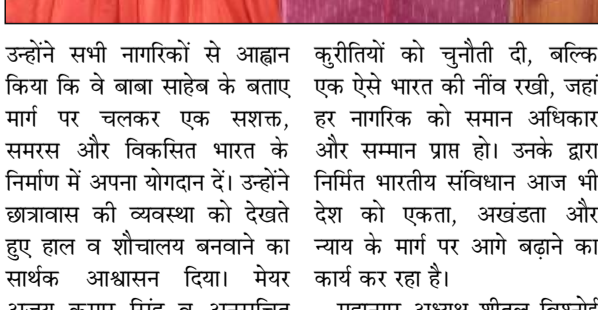 उन्होंने सभी नागरिकों से आह्वान
किया कि वे बाबा साहेब के बताए
मार्ग पर चलकर एक सशक्त,
समरस और विकसित भारत के
निर्माण में अपना योगदान दें। उन्होंने
छात्रावास की व्यवस्था को देखते
हुए हाल व शौचालय बनवाने का
सार्थक आश्वासन दिया। मेयर
कुरीतियों को चुनौती दी, बल्कि
एक ऐसे भारत की नींव रखी, जहां
हर नागरिक को समान अधिकार
और सम्मान प्राप्त हो। उनके द्वारा
निर्मित भारतीय संविधान आज भी
देश को एकता, अखंडता और
न्याय के मार्ग पर आगे बढ़ाने का
कार्य कर रहा है।